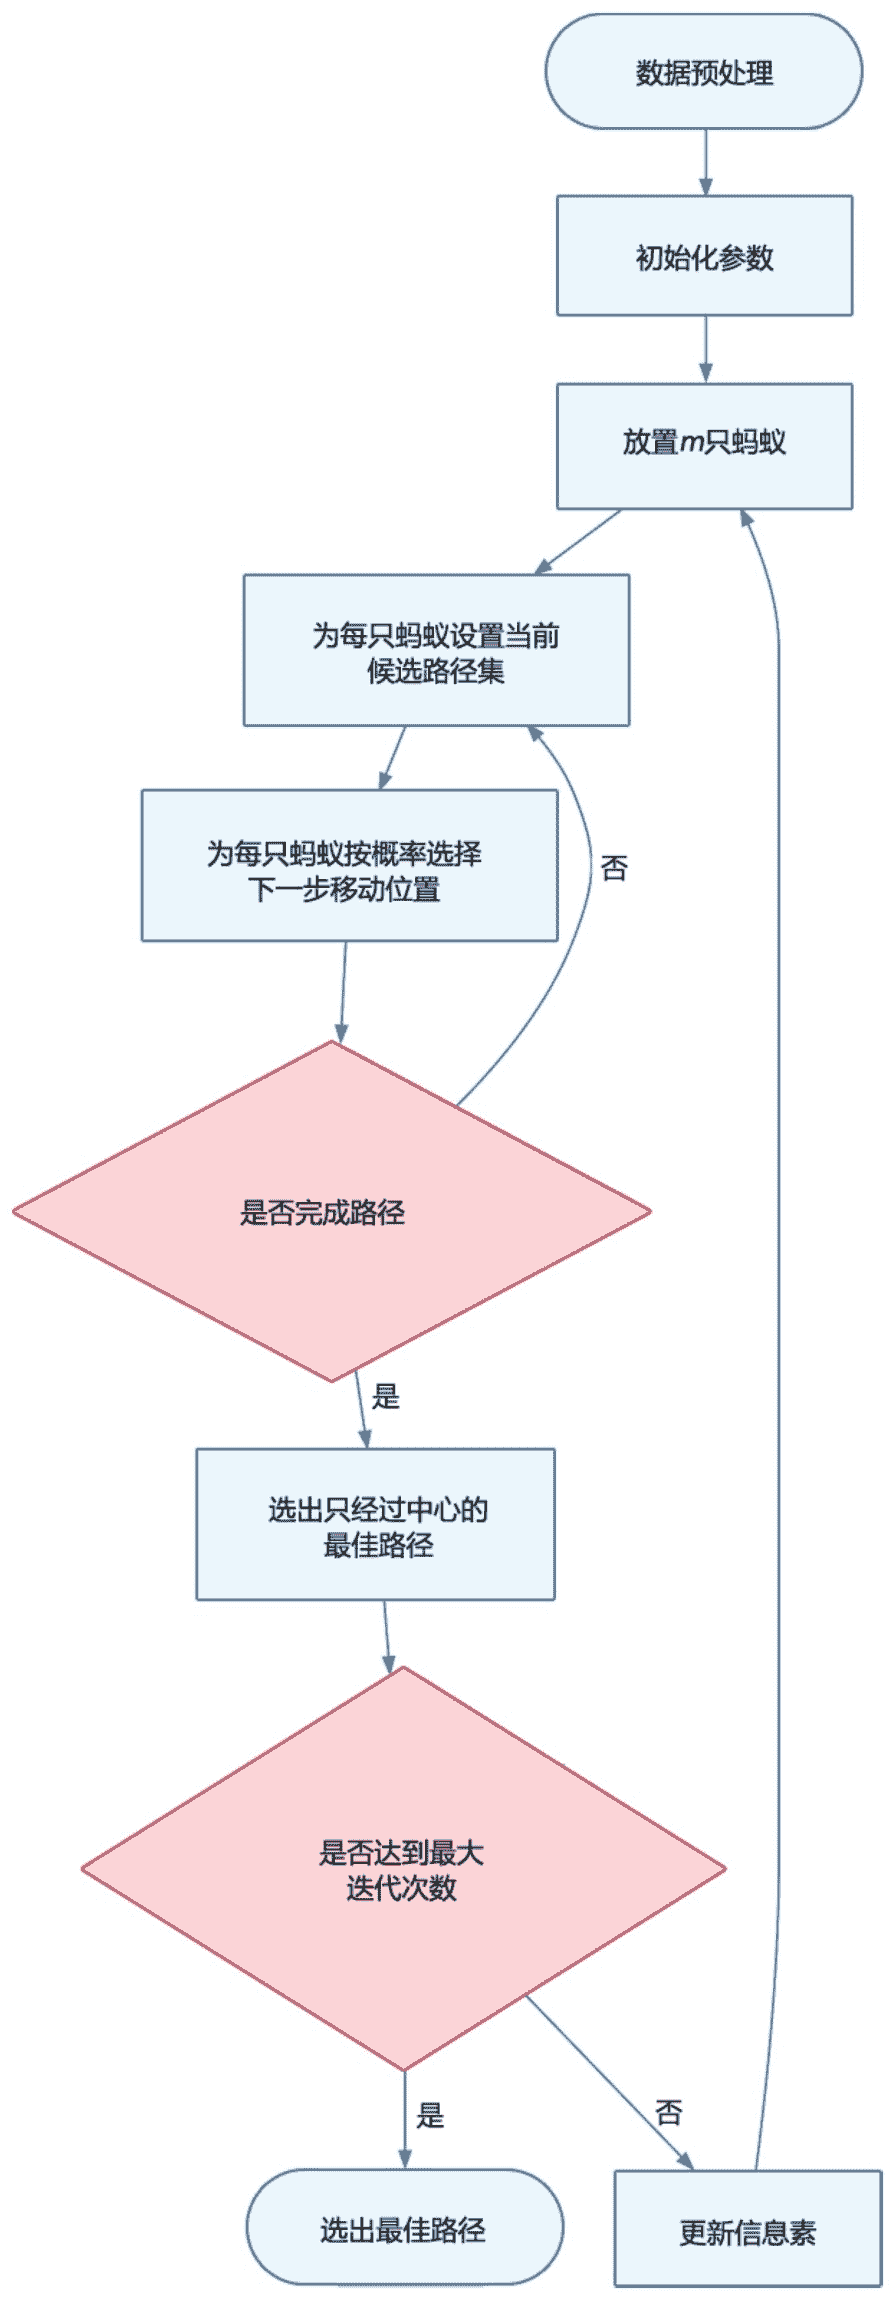 数据预处理
初始化参数
放置m只蚂蚁
为每只蚂蚁设置当前
候选路径集
为每只蚂蚁按概率选择
下一步移动位置
否
是否完成路径
是
选出只经过中心的
最佳路径
是否达到最大
迭代次数
是
否
选出最佳路径
更新信息素